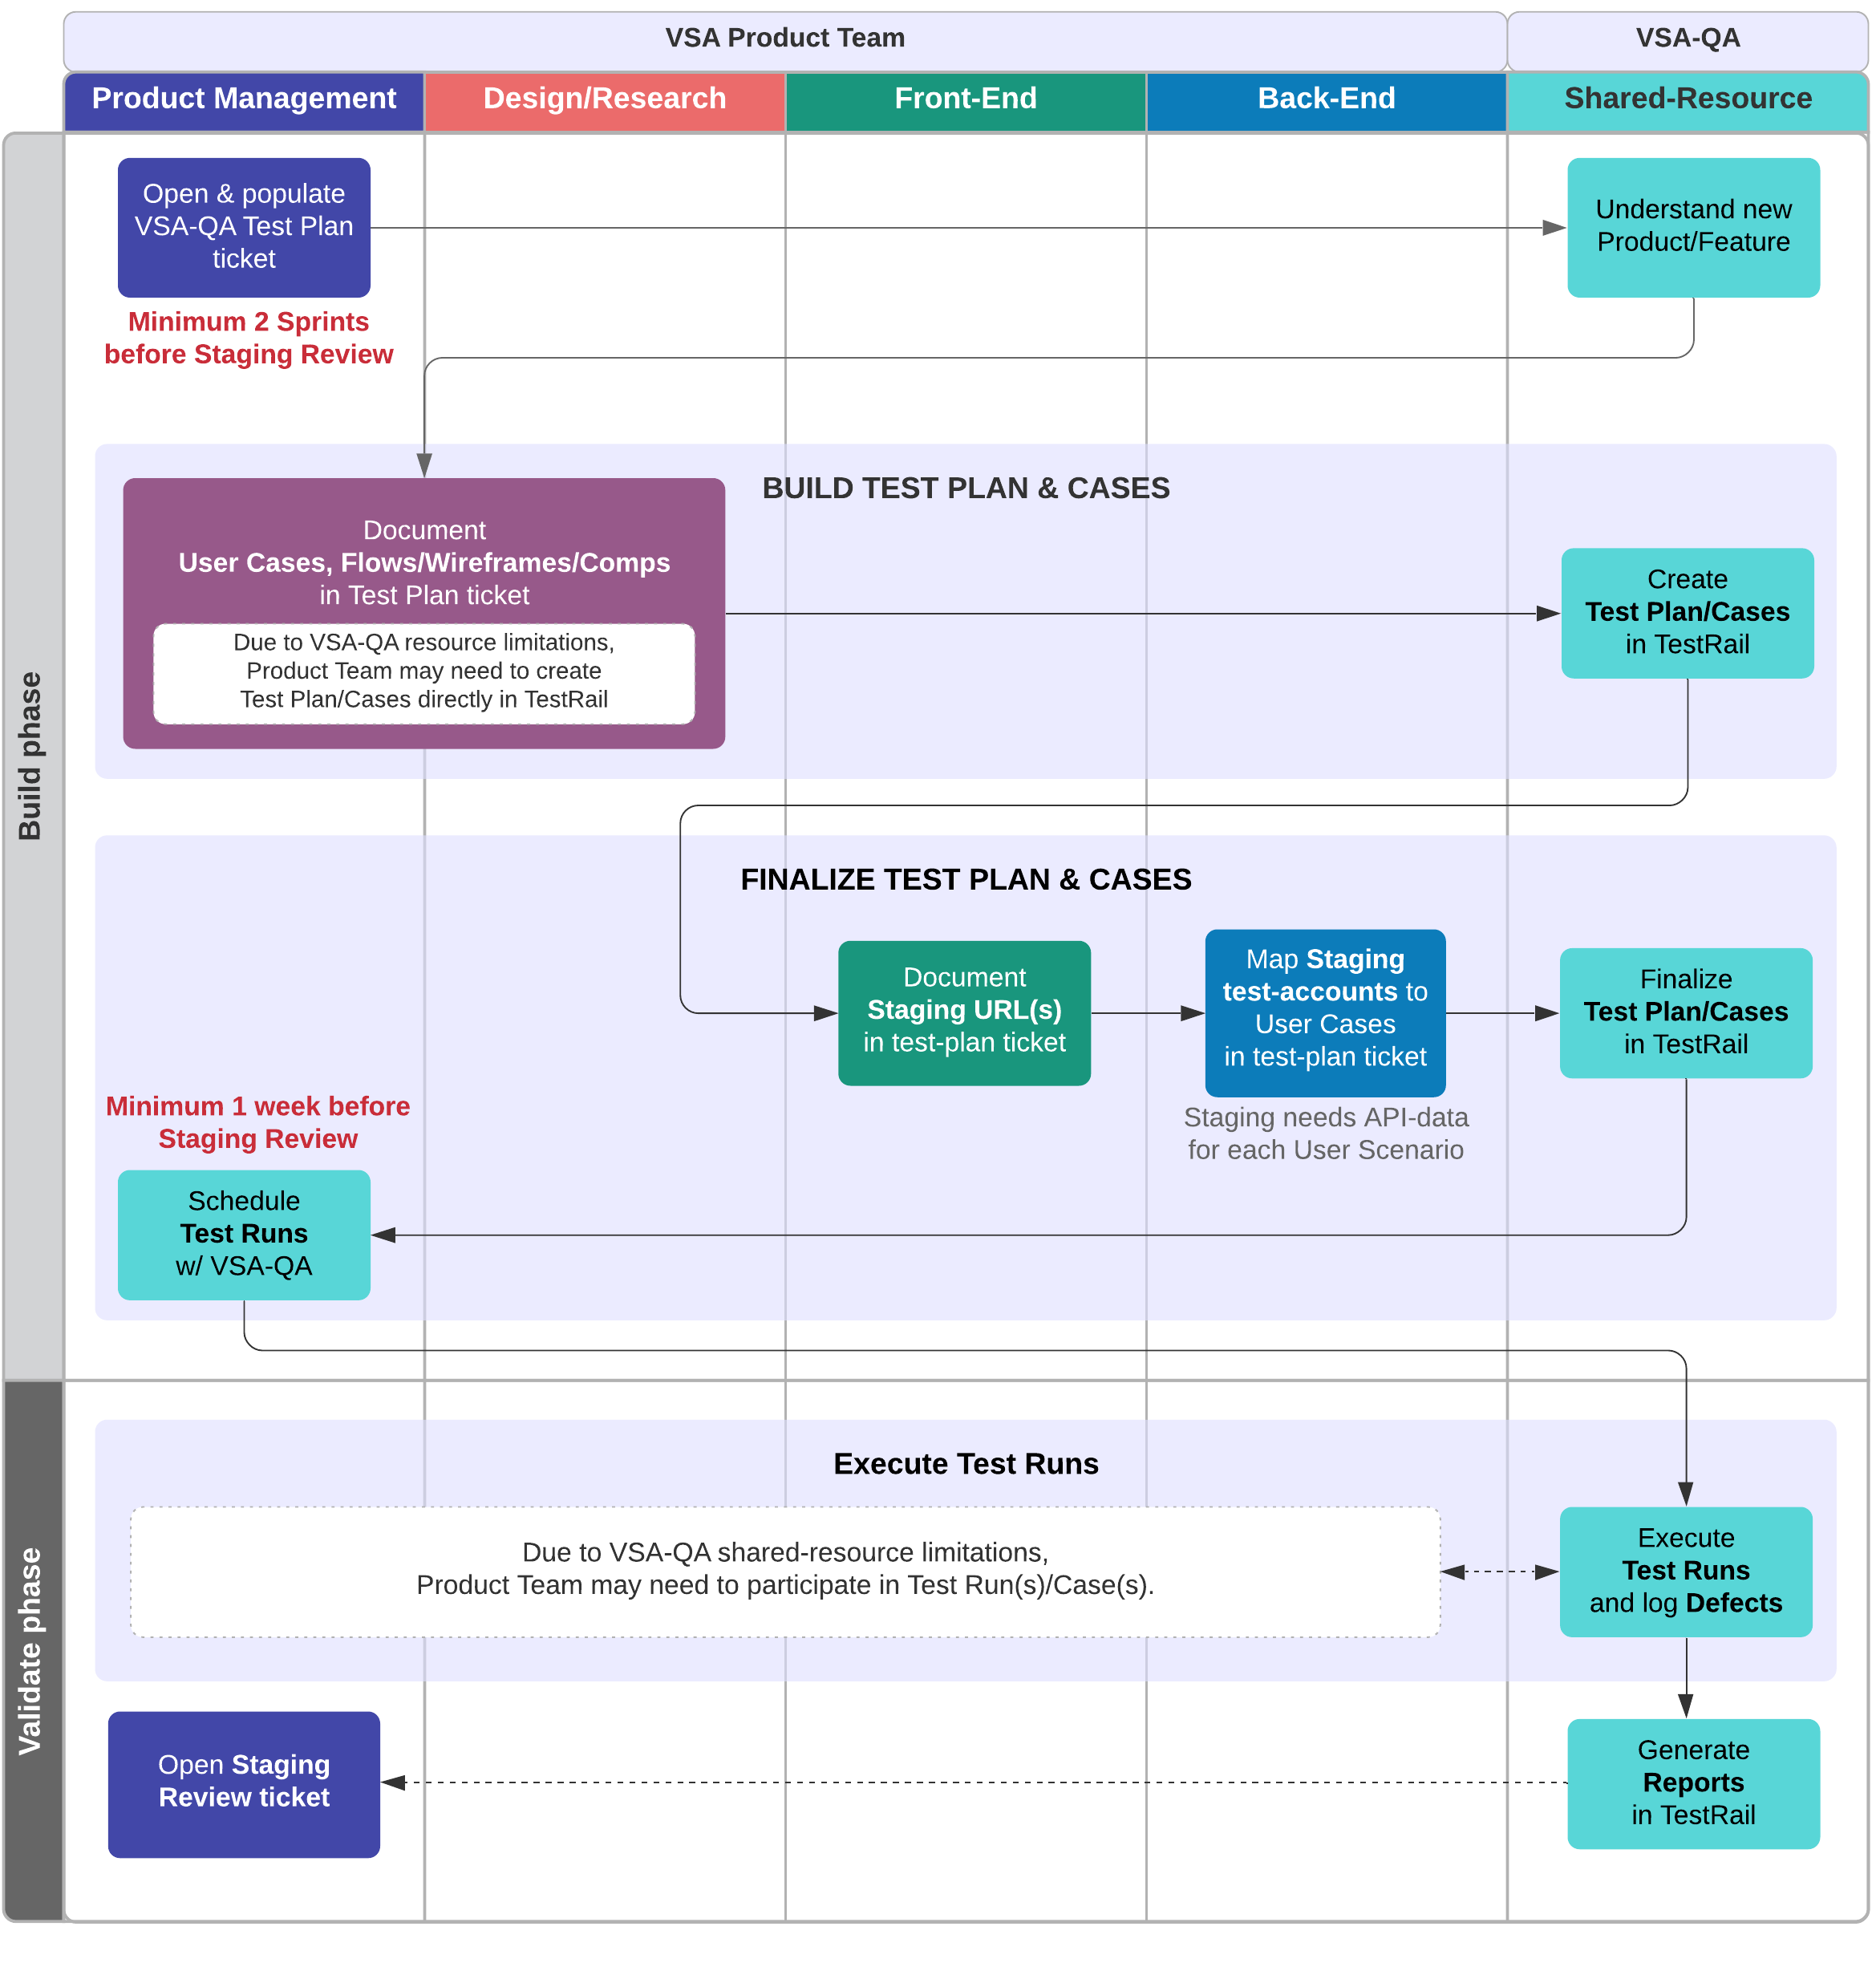 VSA Product Team
VSA-QA
Product Management
Design/Research
Front-End
Back-End
Shared-Resource
Build phase
Open & populate
VSA-QA Test Plan
ticket
Minimum 2 Sprints
before Staging Review
Understand new
Product/Feature
BUILD TEST PLAN & CASES
Document
User Cases, Flows/Wireframes/Comps
in Test Plan ticket
Due to VSA-QA resource limitations,
Product Team may need to create
Test Plan/Cases directly in TestRail
Create
Test Plan/Cases
in TestRail
FINALIZE TEST PLAN & CASES
Document
Staging URL(s)
in test-plan ticket
Map Staging
test-accounts to
User Cases
in test-plan ticket
Staging needs API-data
for each User Scenario
Finalize
Test Plan/Cases
in TestRail
Minimum 1 week before
Staging Review
Schedule
Test Runs
w/ VSA-QA
Validate phase
Execute Test Runs
Due to VSA-QA shared-resource limitations,
Product Team may need to participate in Test Run(s)/Case(s).
Execute
Test Runs
and log Defects
Open Staging
Review ticket
Generate
Reports
in TestRail